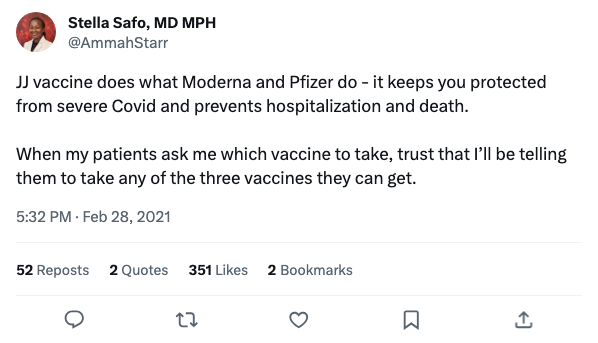 Stella Safo, MD MPH
@AmmahStarr
JJ vaccine does what Moderna and Pfizer do - it keeps you protected
from severe Covid and prevents hospitalization and death.
When my patients ask me which vaccine to take, trust that I’ll be telling
them to take any of the three vaccines they can get.
5:32 PM · Feb 28, 2021
52 Reposts 2 Quotes 351 Likes 2 Bookmarks